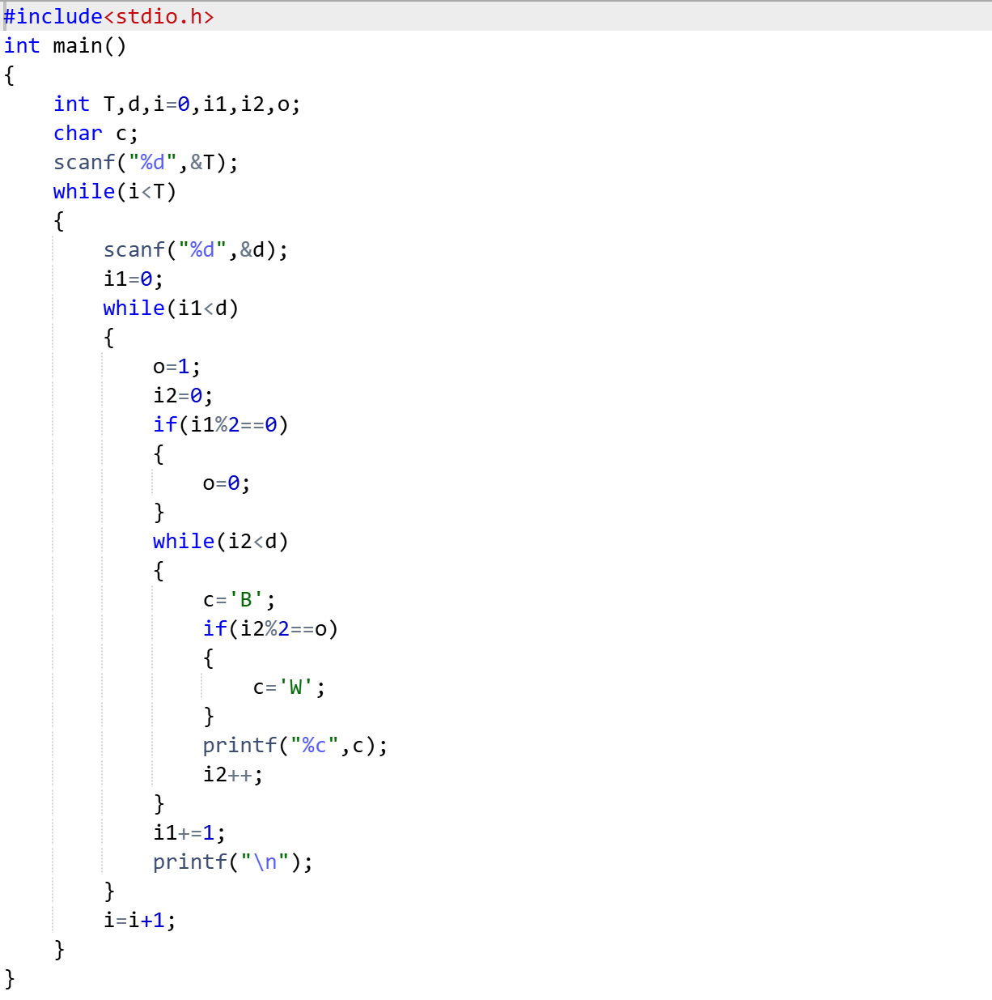 #include<stdio.h>
int main()
{
    int T,d,i=0,i1,i2,o;
    char c;
    scanf("%d",&T);
    while(i<T)
    {
        scanf("%d",&d);
        i1=0;
        while(i1<d)
        {
            o=1;
            i2=0;
            if(i1%2==0)
            {
                o=0;
            }
            while(i2<d)
            {
                c='B';
                if(i2%2==o)
                {
                    c='W';
                }
                printf("%c",c);
                i2++;
            }
            i1+=1;
            printf("\n");
        }
        i=i+1;
    }
}